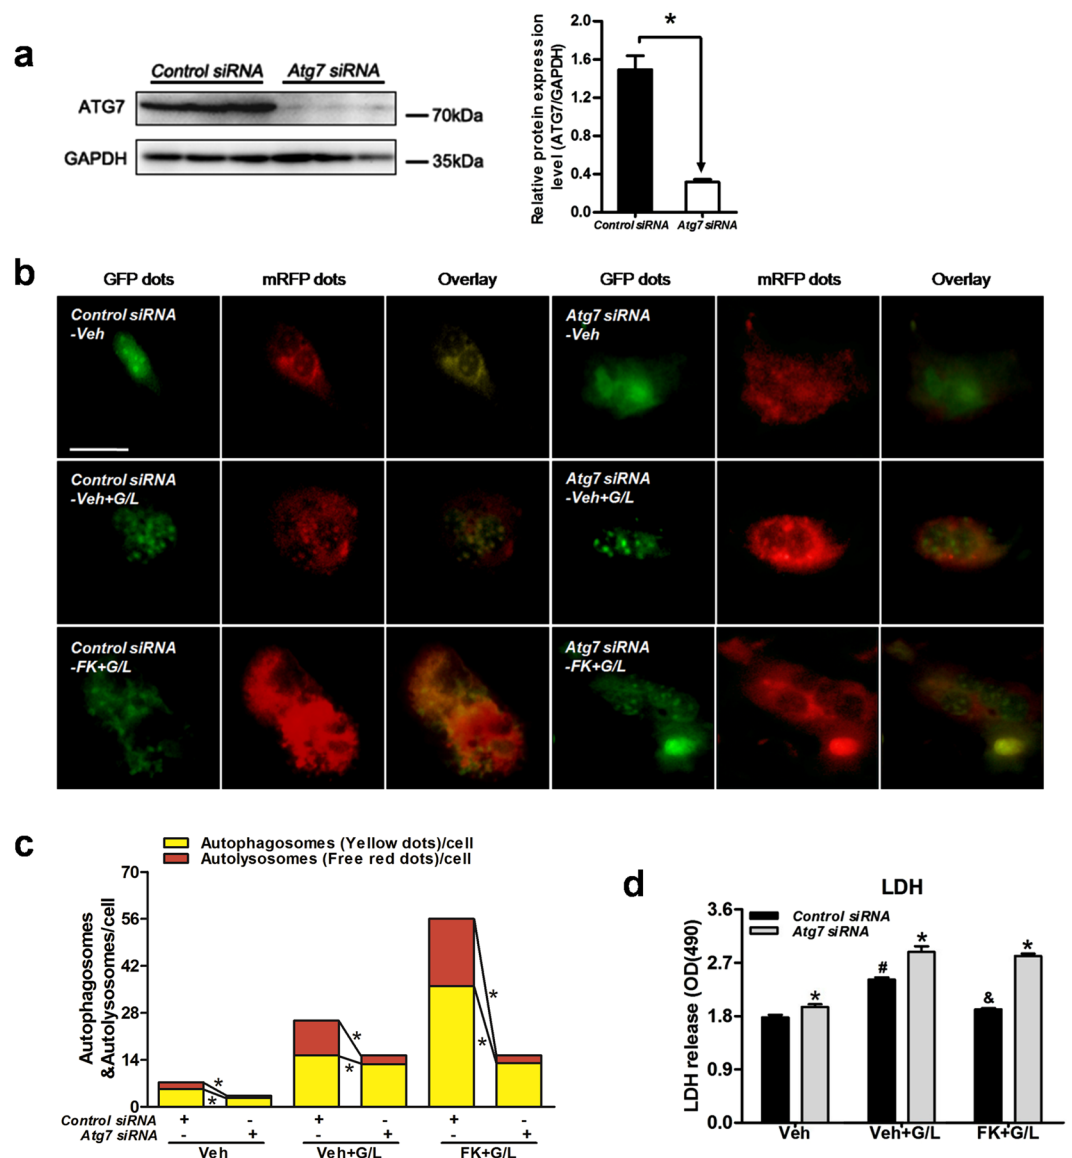 a
Control siRNA Atg7 siRNA
ATG7
70kDa
GAPDH
35kDa
Relative protein expression
level (ATG7/GAPDH)
2.0
1.6
1.2
0.8
0.4
0.0
*
Control siRNA Atg7 siRNA
b
GFP dots mRFP dots Overlay GFP dots mRFP dots Overlay
Control siRNA
-Veh
Atg7 siRNA
-Veh
Control siRNA
-Veh+G/L
Atg7 siRNA
-Veh+G/L
Control siRNA
-FK+G/L
Atg7 siRNA
-FK+G/L
c
Autophagosomes (Yellow dots)/cell
Autolysosomes (Free red dots)/cell
Autophagosomes
&Autolysosomes/cell
70
56
42
28
14
0
* * * * * *
Control siRNA + - + - + -
Atg7 siRNA - + - + - +
Veh Veh+G/L FK+G/L
d
LDH
Control siRNA
Atg7 siRNA
LDH release (OD(490)
3.6
2.7
1.8
0.9
0.0
* # * & *
Veh Veh+G/L FK+G/L